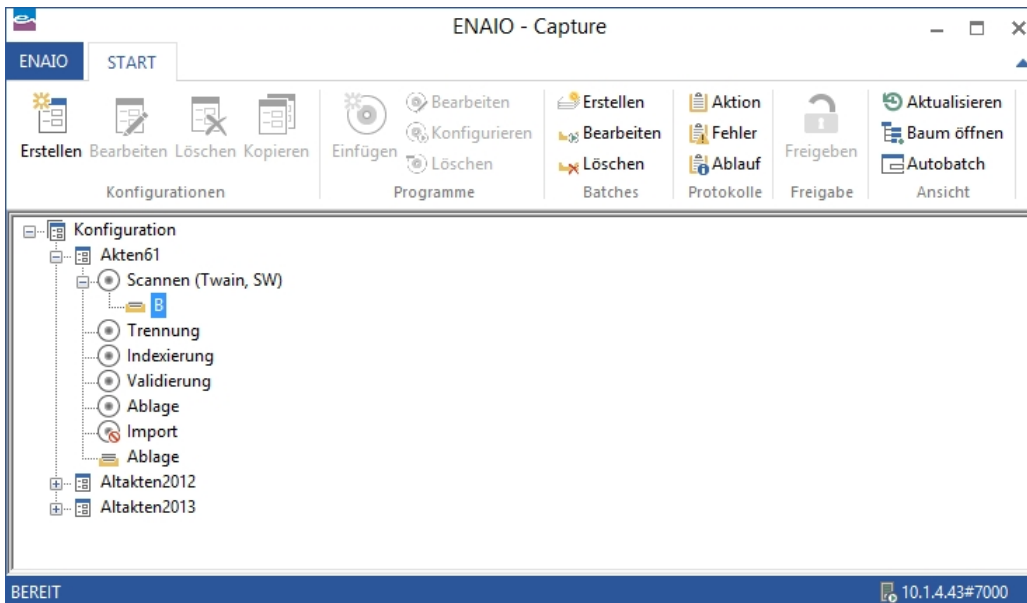 ENAIO - Capture
ENAIO START
Erstellen Bearbeiten Löschen Kopieren
Konfigurationen
Einfügen
Bearbeiten
Konfigurieren
Löschen
Programme
Erstellen
Bearbeiten
Löschen
Batches
Aktion
Fehler
Ablauf
Protokolle
Freigeben
Freigabe
Aktualisieren
Baum öffnen
Autobatch
Ansicht
Konfiguration
Akten61
Scannen (Twain, SW)
B
Trennung
Indexierung
Validierung
Ablage
Import
Ablage
Altakten2012
Altakten2013
BEREIT 10.1.4.43#7000